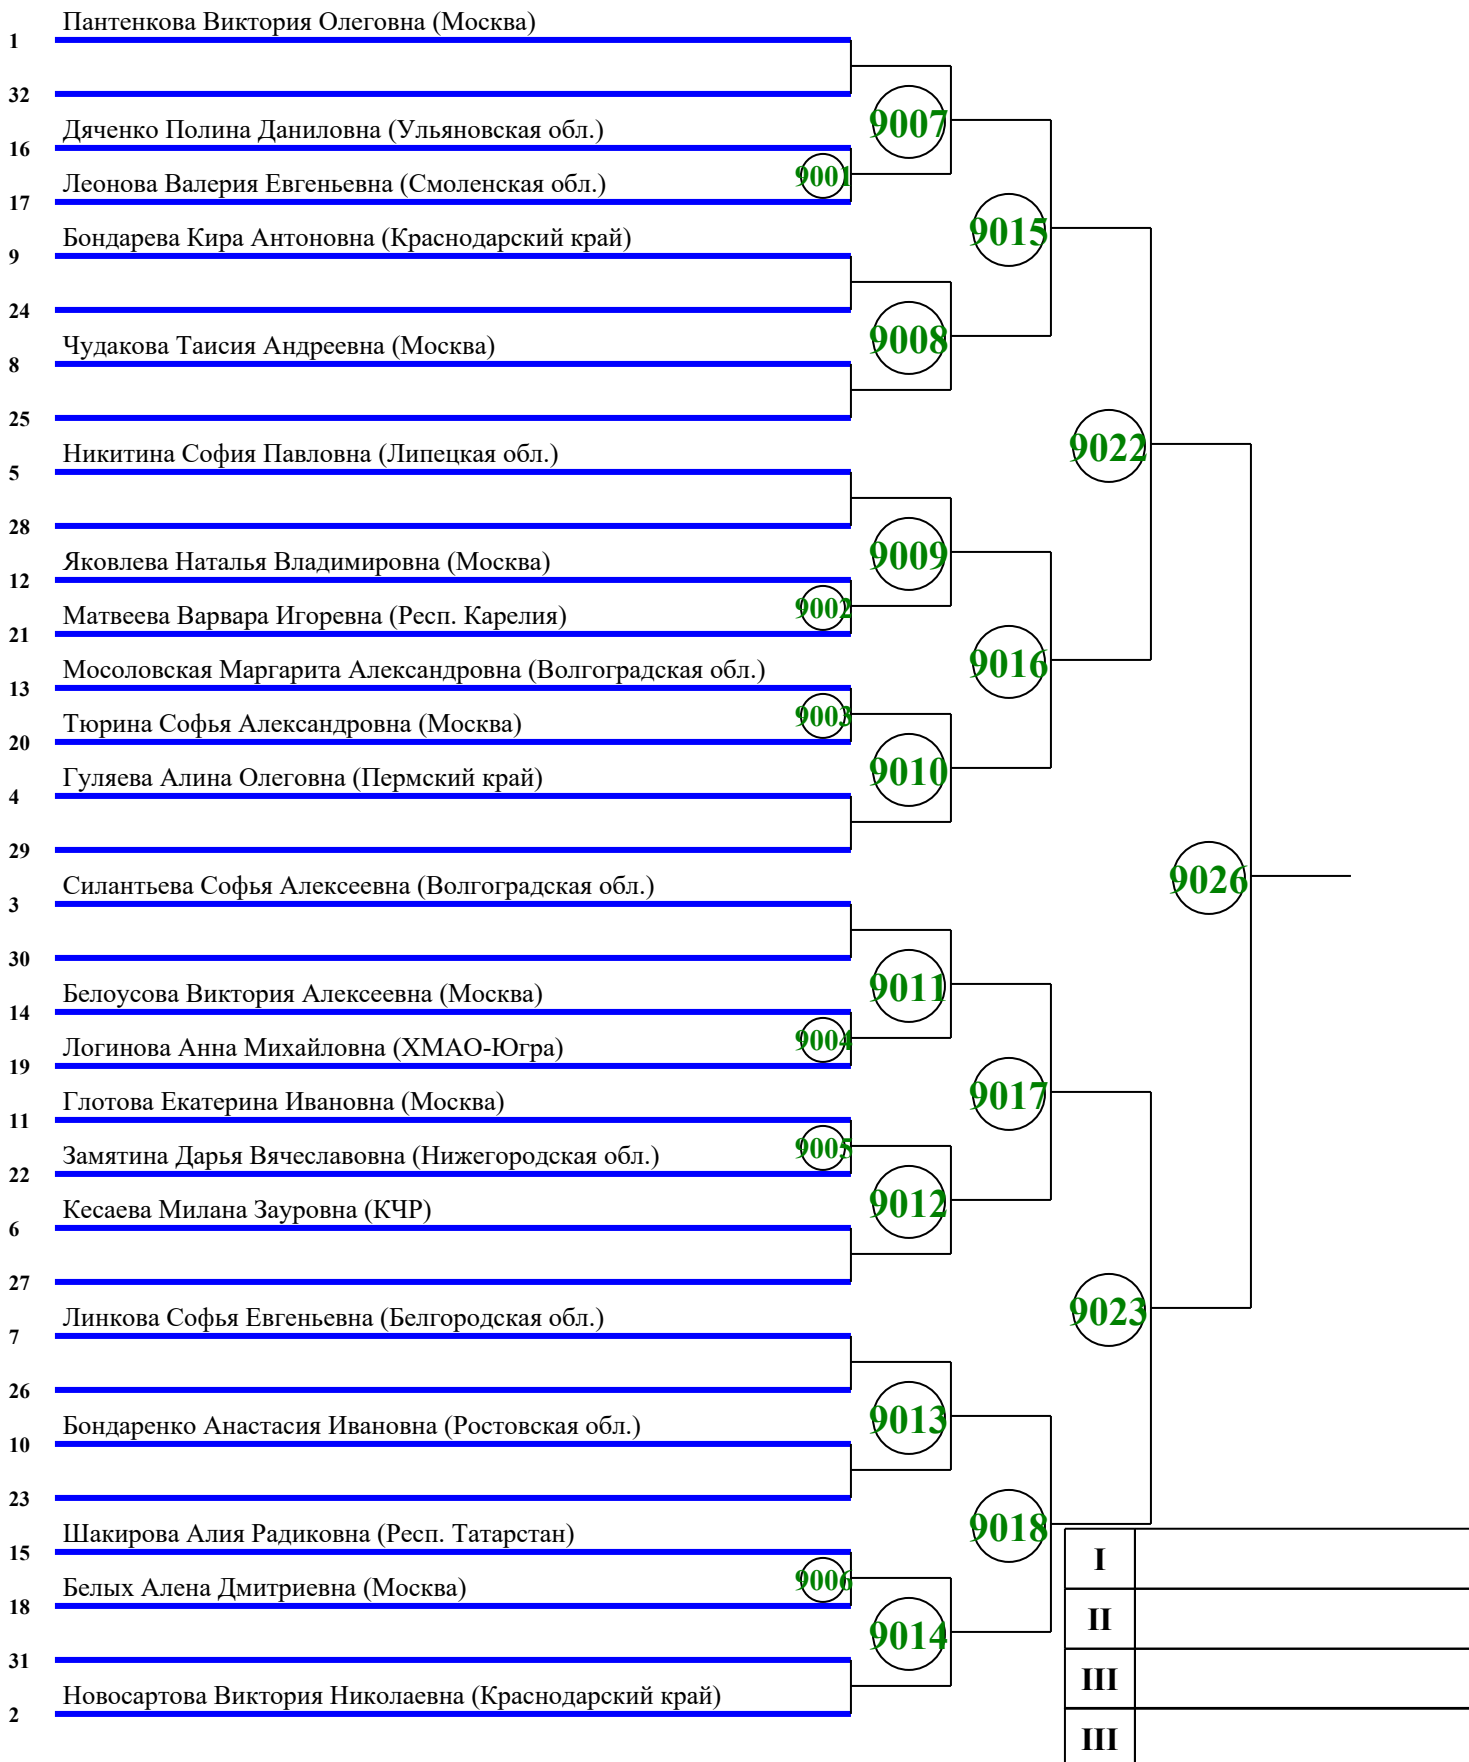 Пантенкова Виктория Олеговна (Москва)
1
32
9007
Дяченко Полина Даниловна (Ульяновская обл.)
16
9001
Леонова Валерия Евгеньевна (Смоленская обл.)
17
9015
Бондарева Кира Антоновна (Краснодарский край)
9
24
9008
Чудакова Таисия Андреевна (Москва)
8
25
9022
Никитина София Павловна (Липецкая обл.)
5
28
9009
Яковлева Наталья Владимировна (Москва)
12
9002
Матвеева Варвара Игоревна (Респ. Карелия)
21
9016
Мосоловская Маргарита Александровна (Волгоградская обл.)
13
9003
Тюрина Софья Александровна (Москва)
20
9010
Гуляева Алина Олеговна (Пермский край)
4
29
9026
Силантьева Софья Алексеевна (Волгоградская обл.)
3
30
9011
Белоусова Виктория Алексеевна (Москва)
14
9004
Логинова Анна Михайловна (ХМАО-Югра)
19
9017
Глотова Екатерина Ивановна (Москва)
11
9005
Замятина Дарья Вячеславовна (Нижегородская обл.)
22
9012
Кесаева Милана Зауровна (КЧР)
6
27
9023
Линкова Софья Евгеньевна (Белгородская обл.)
7
26
9013
Бондаренко Анастасия Ивановна (Ростовская обл.)
10
23
9018
Шакирова Алия Радиковна (Респ. Татарстан)
15
9006
Белых Алена Дмитриевна (Москва)
18
9014
31
Новосартова Виктория Николаевна (Краснодарский край)
2
I
II
III
III